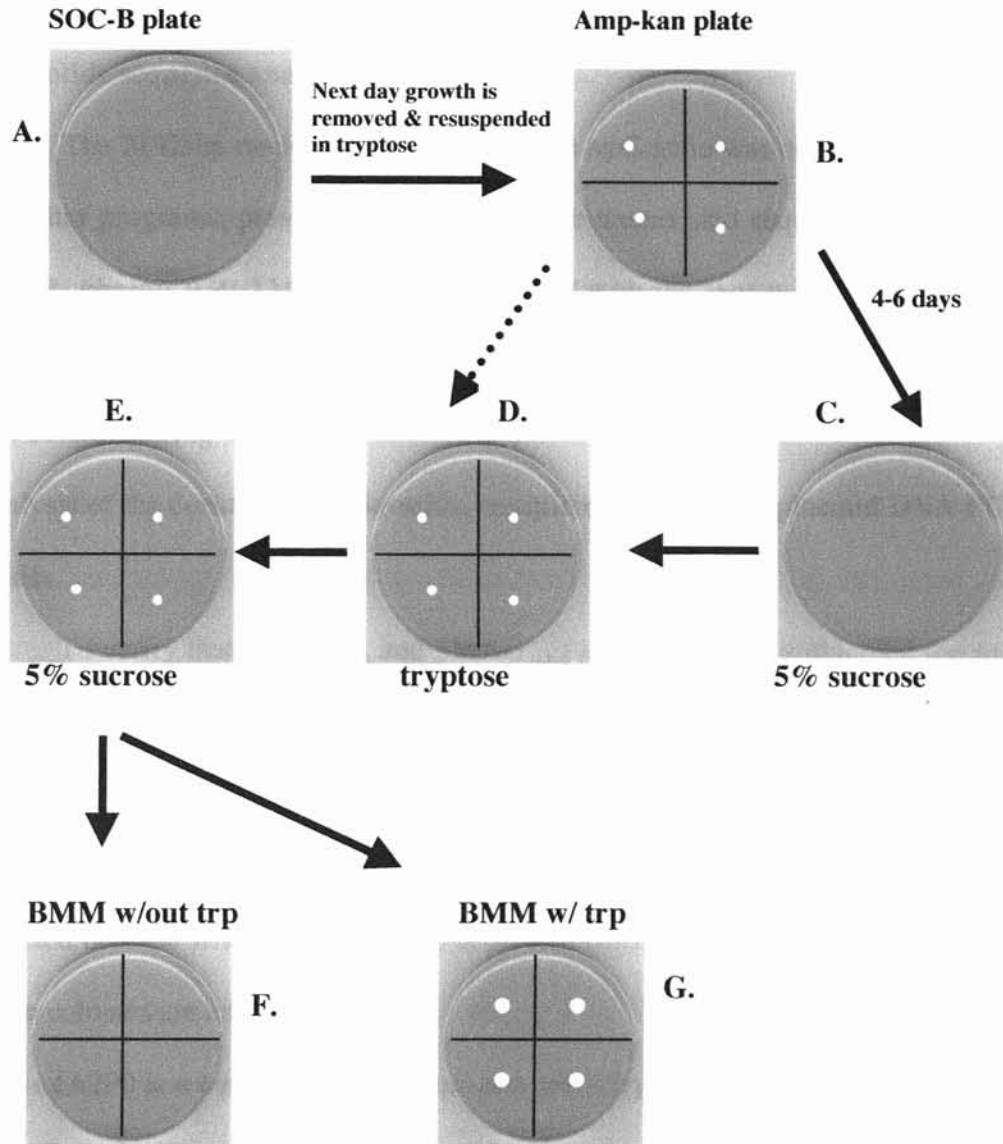 SOC-B plate
Amp-kan plate
A.
Next day growth is
removed & resuspended
in tryptose
B.
4-6 days
E.
D.
C.
5% sucrose
tryptose
5% sucrose
BMM w/out trp
BMM w/ trp
F.
G.